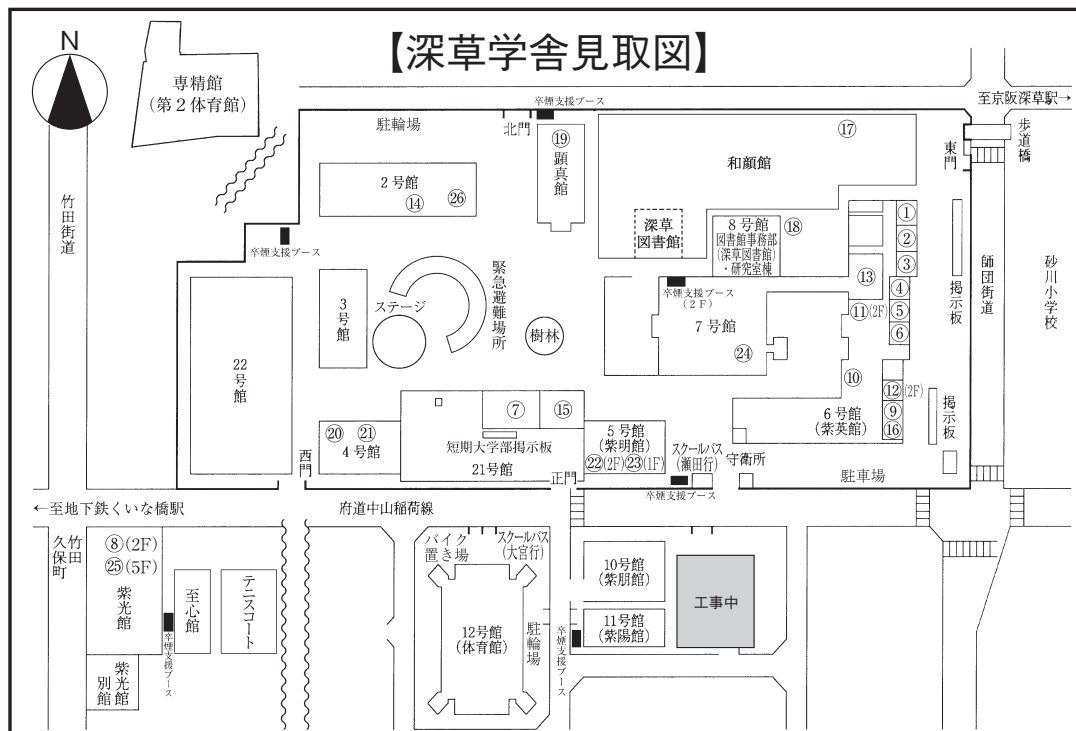 【深草学舎見取図】
N
専精館
(第2体育館)
竹田街道
卒煙支援ブース
至京阪深草駅→
駐輪場
北門
⑲
顕真館
⑰
和顔館
東門
歩道橋
2号館
⑭
㉖
深草
図書館
8号館
図書館事務部
(深草図書館)
・研究室棟
⑱
①
②
③
⑬
④
⑤
⑥
⑪(2F)
掲示板
師団街道
砂川小学校
卒煙支援ブース
3号館
ステージ
緊急避難場所
樹林
卒煙支援ブース
(2F)
7号館
㉔
⑩
22号館
⑦
⑮
短期大学部掲示板
21号館
⑳
㉑
4号館
西門
5号館
(紫明館)
㉒(2F)㉓(1F)
スクールバス
(瀬田行)
守衛所
6号館
(紫英館)
⑫(2F)
⑨
⑯
掲示板
正門
卒煙支援ブース
駐車場
←至地下鉄くいな橋駅
府道中山稲荷線
竹田
久保町
⑧(2F)
㉕(5F)
紫光館
至心館
テニスコート
卒煙支援ブース
紫光館
別館
バイク
置き場
スクールバス
(大宮行)
12号館
(体育館)
駐輪場
卒煙支援ブース
10号館
(紫朋館)
11号館
(紫陽館)
工事中